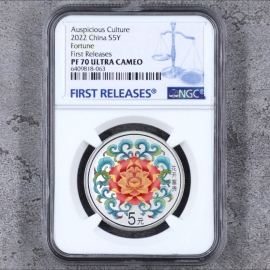 Auspicious Culture
2022 China S5Y
Fortune
First Releases
PF 70 ULTRA CAMEO
6409818-063
FIRST RELEASES®
NGC
5元